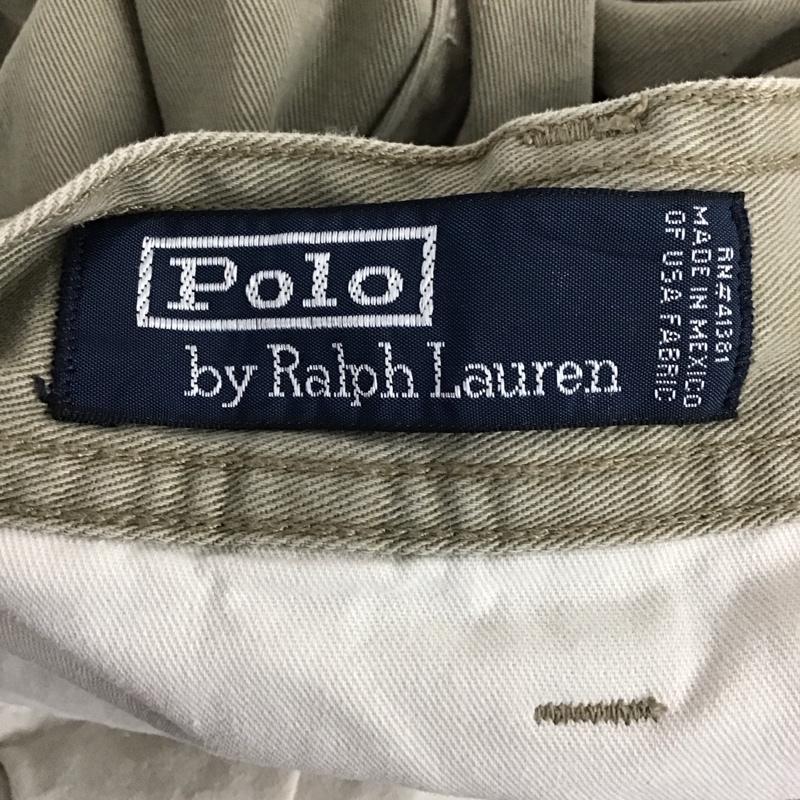 Polo
by Ralph Lauren
RN#41381
MADE IN MEXICO
OF USA FABRIC